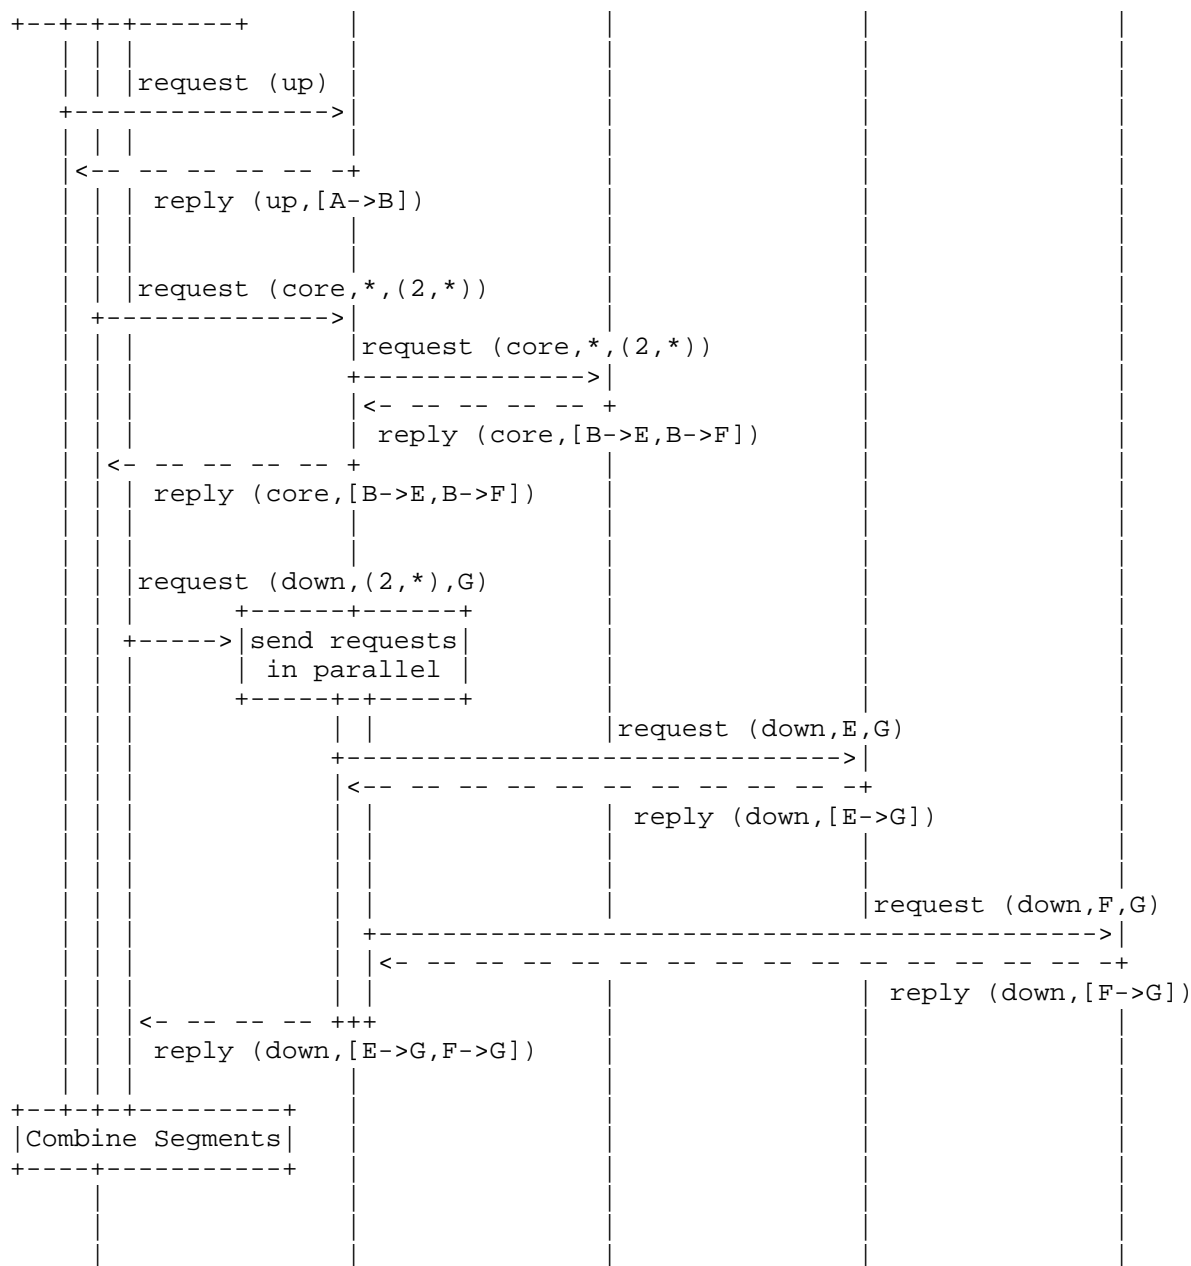 request (up)
reply (up,[A->B])
request (core,*,(2,*))
request (core,*,(2,*))
reply (core,[B->E,B->F])
reply (core,[B->E,B->F])
request (down,(2,*),G)
send requests
in parallel
request (down,E,G)
reply (down,[E->G])
request (down,F,G)
reply (down,[F->G])
reply (down,[E->G,F->G])
Combine Segments